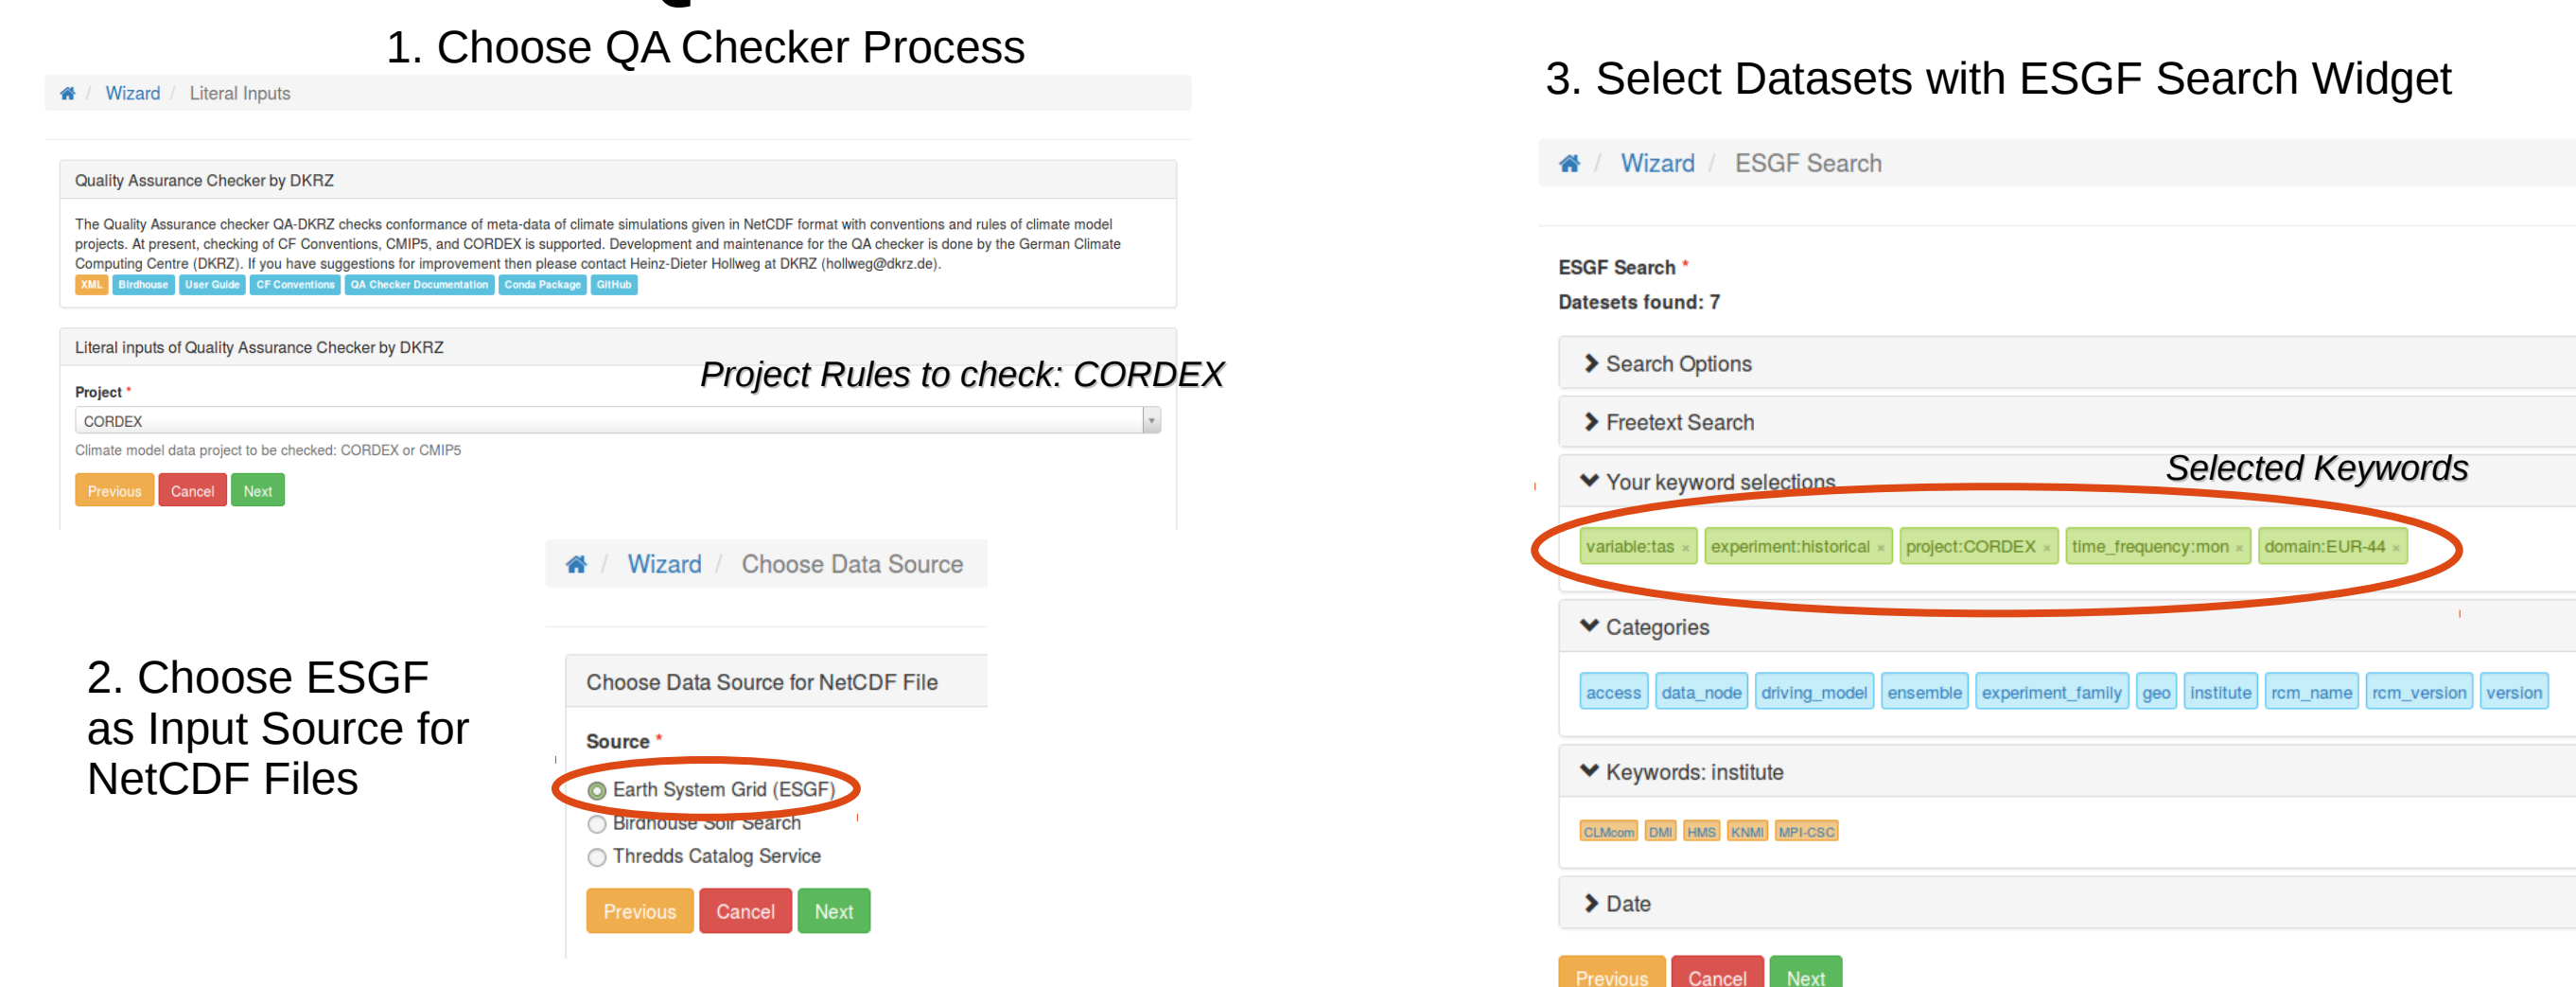 1. Choose QA Checker Process
Wizard / Literal Inputs
Quality Assurance Checker by DKRZ
The Quality Assurance checker QA-DKRZ checks conformance of meta-data of climate simulations given in NetCDF format with conventions and rules of climate model
projects. At present, checking of CF Conventions, CMIP5, and CORDEX is supported. Development and maintenance for the QA checker is done by the German Climate
Computing Centre (DKRZ). If you have suggestions for improvement then please contact Heinz-Dieter Hollweg at DKRZ (hollweg@dkrz.de).
XML Birdhouse User Guide CF Conventions QA Checker Documentation Conda Package GitHub
Literal inputs of Quality Assurance Checker by DKRZ
Project Rules to check: CORDEX
Project *
CORDEX
Climate model data project to be checked: CORDEX or CMIP5
Previous Cancel Next
2. Choose ESGF
as Input Source for
NetCDF Files
/ Wizard / Choose Data Source
Choose Data Source for NetCDF File
Source *
Earth System Grid (ESGF)
Birdhouse Solr Search
Thredds Catalog Service
Previous Cancel Next
3. Select Datasets with ESGF Search Widget
/ Wizard / ESGF Search
ESGF Search *
Datesets found: 7
Search Options
Freetext Search
Your keyword selections
Selected Keywords
variable:tas × experiment:historical × project:CORDEX × time_frequency:mon × domain:EUR-44 ×
Categories
access data_node driving_model ensemble experiment_family geo institute rcm_name rcm_version version
Keywords: institute
CLMcom DMI HMS KNMI MPI-CSC
Date
Previous Cancel Next